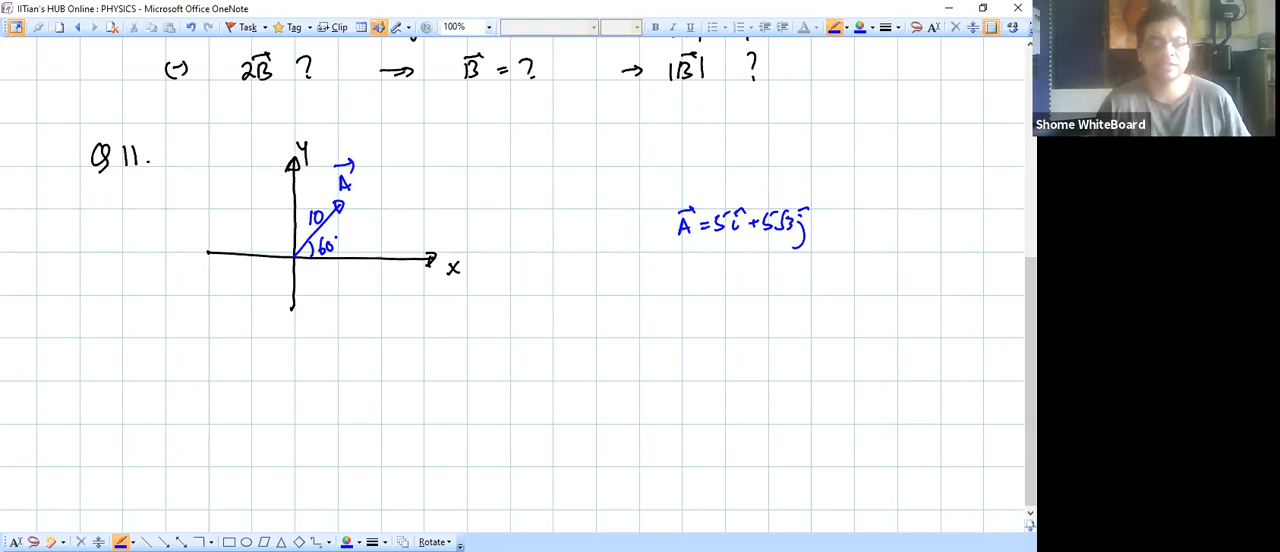 IITian's HUB Online : PHYSICS - Microsoft Office OneNote
Task Tag Clip 100% B I U
(-) 2B⃗ ? → B⃗ = ? → |B⃗| ?
Shome WhiteBoard
Q 11.
Y
A⃗
10
60°
X
A⃗ = 5î + 5√3ĵ
Rotate